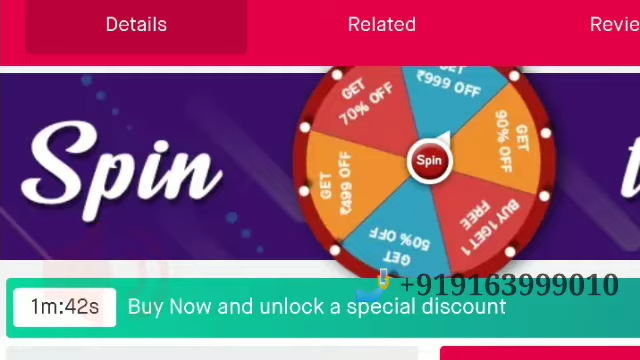 Details
Related
Revie
Spin
t
GET
₹999 OFF
GET
70% OFF
GET
90% OFF
Spin
GET
₹499 OFF
BUY 1 GET 1
FREE
GET
50% OFF
+919163999010
1m:42s
Buy Now and unlock a special discount